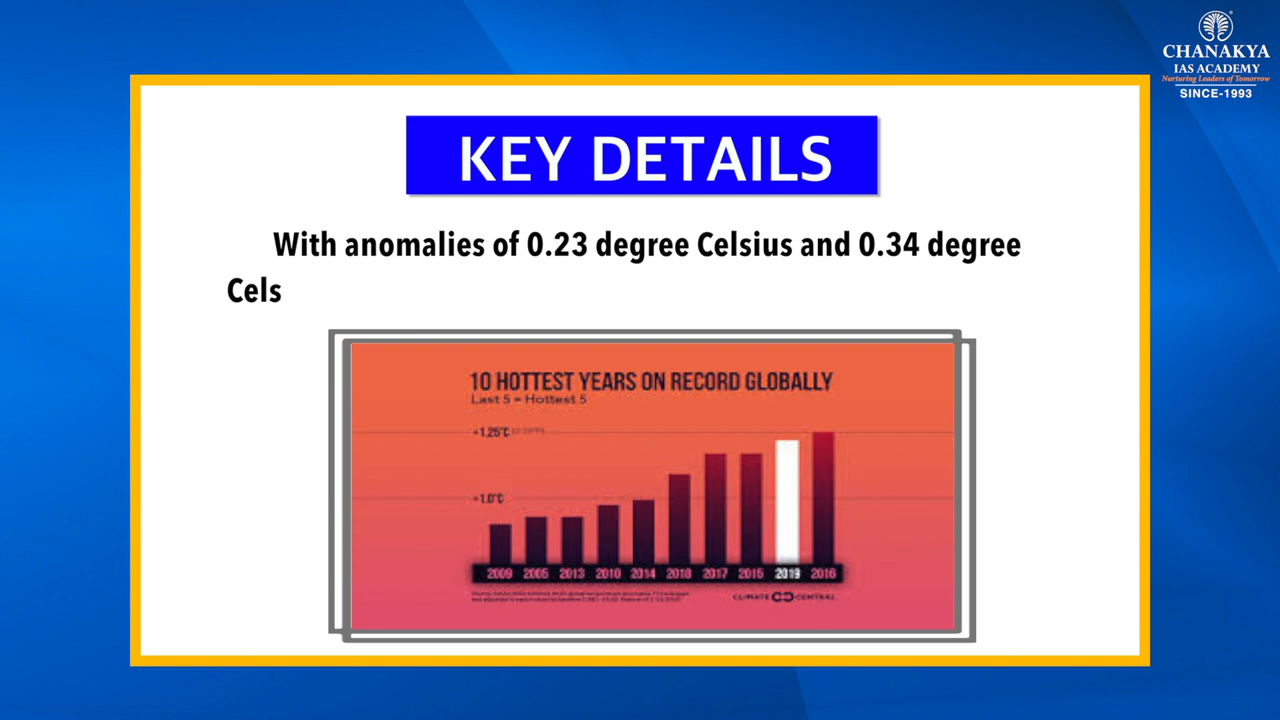 CHANAKYA
IAS ACADEMY
Nurturing Leaders of Tomorrow
SINCE-1993
KEY DETAILS
With anomalies of 0.23 degree Celsius and 0.34 degree
Cels
10 HOTTEST YEARS ON RECORD GLOBALLY
Last 5 = Hottest 5
+1.25°C
+1.0°C
2009 2005 2013 2010 2014 2018 2017 2015 2019 2016
CLIMATE CENTRAL